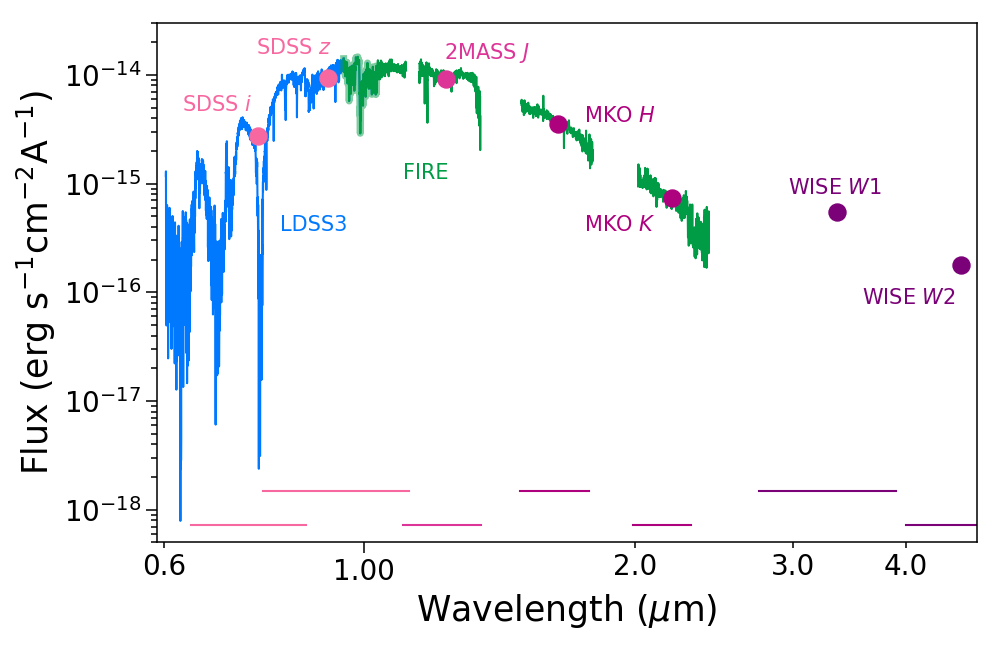 SDSS z
2MASS J
SDSS i
MKO H
FIRE
WISE W1
LDSS3
MKO K
WISE W2
10⁻¹⁴
10⁻¹⁵
10⁻¹⁶
10⁻¹⁷
10⁻¹⁸
Flux (erg s⁻¹cm⁻²A⁻¹)
0.6 1.00 2.0 3.0 4.0
Wavelength (μm)